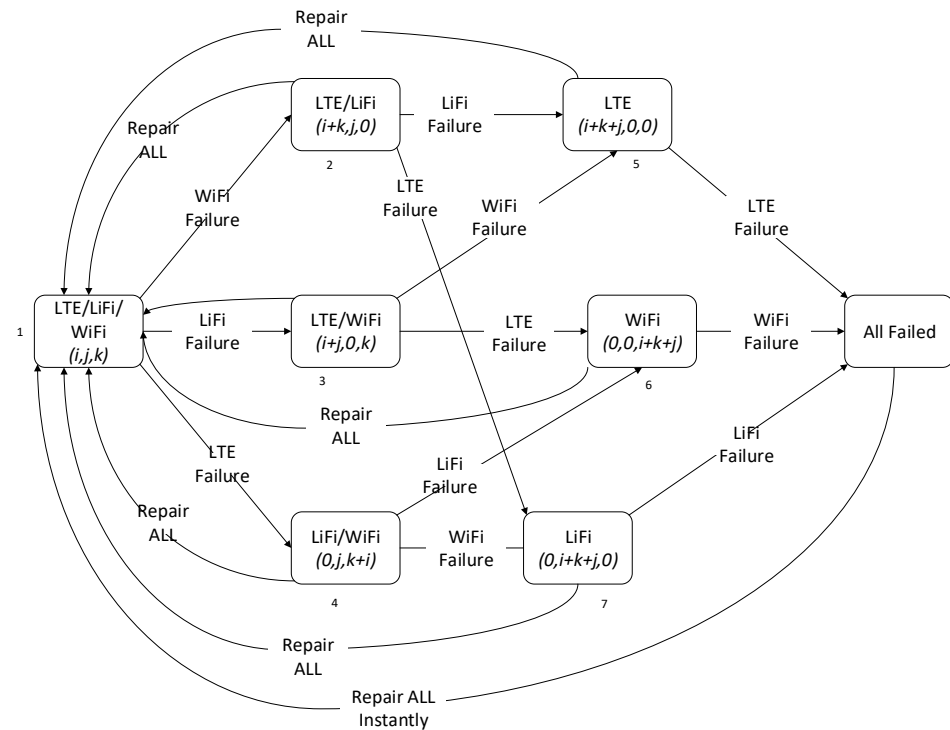 Repair
ALL
LTE/LiFi
(i+k,j,0)
LiFi
Failure
LTE
(i+k+j,0,0)
Repair
ALL
2
5
LTE
Failure
WiFi
Failure
WiFi
Failure
LTE
Failure
1
LTE/LiFi/
WiFi
(i,j,k)
LiFi
Failure
LTE/WiFi
(i+j,0,k)
LTE
Failure
WiFi
(0,0,i+k+j)
WiFi
Failure
All Failed
3
6
Repair
ALL
LTE
Failure
LiFi
Failure
LiFi
Failure
Repair
ALL
LiFi/WiFi
(0,j,k+i)
WiFi
Failure
LiFi
(0,i+k+j,0)
4
7
Repair
ALL
Repair ALL
Instantly